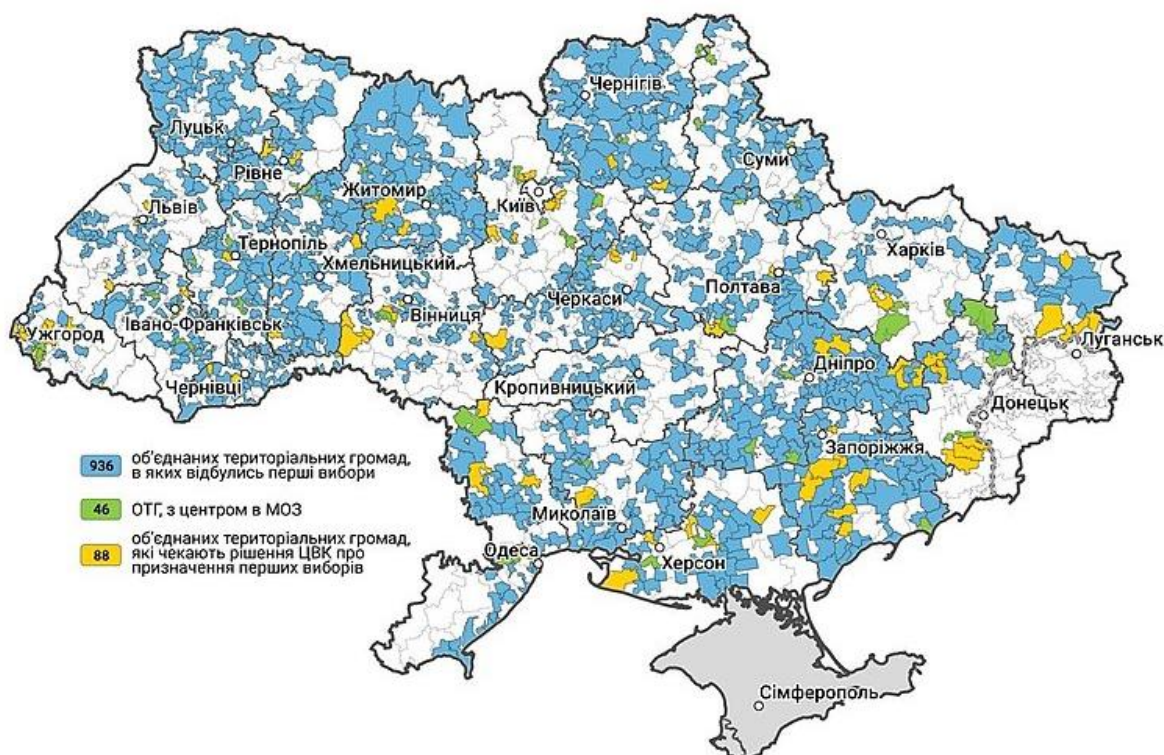 Чернігів
Луцьк
Рівне
Суми
Житомир
Київ
Львів
Тернопіль
Харків
Хмельницький
Черкаси
Полтава
Вінниця
Івано-Франківськ
Ужгород
Луганськ
Чернівці
Дніпро
Кропивницький
Донецьк
Запоріжжя
936 об'єднаних територіальних громад,
в яких відбулись перші вибори
46 ОТГ, з центром в МОЗ
88 об'єднаних територіальних громад,
які чекають рішення ЦВК про
призначення перших виборів
Миколаїв
Одеса
Херсон
Сімферополь